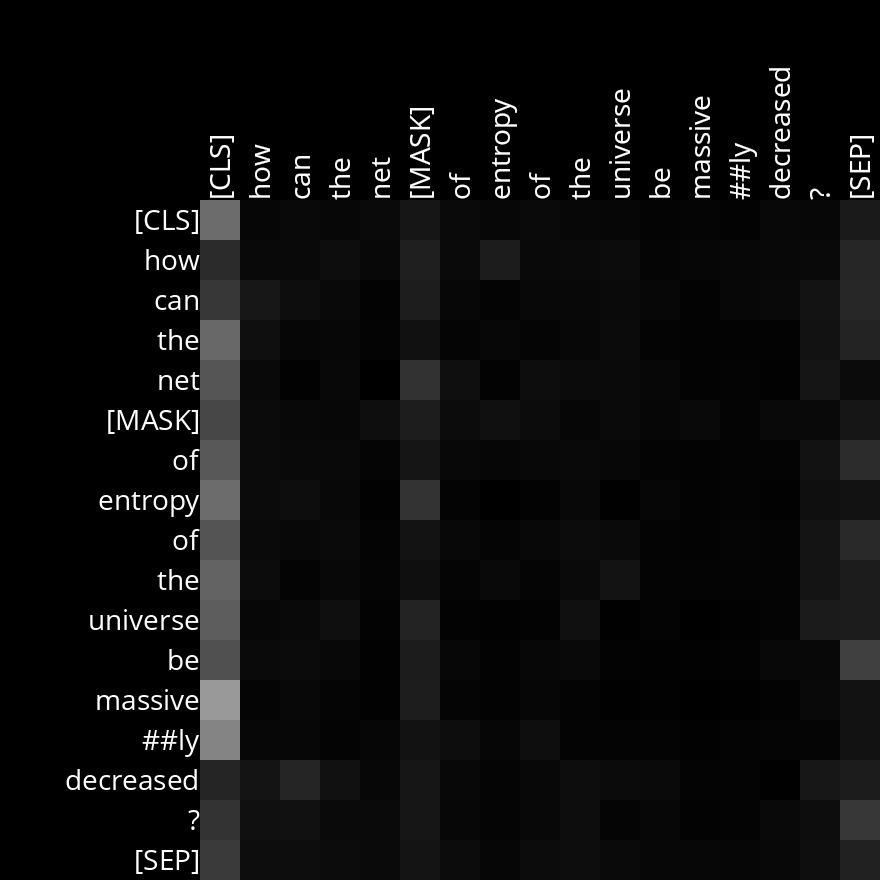 [CLS] how can the net [MASK] of entropy of the universe be massive ##ly decreased ? [SEP]
[CLS]
how
can
the
net
[MASK]
of
entropy
of
the
universe
be
massive
##ly
decreased
?
[SEP]